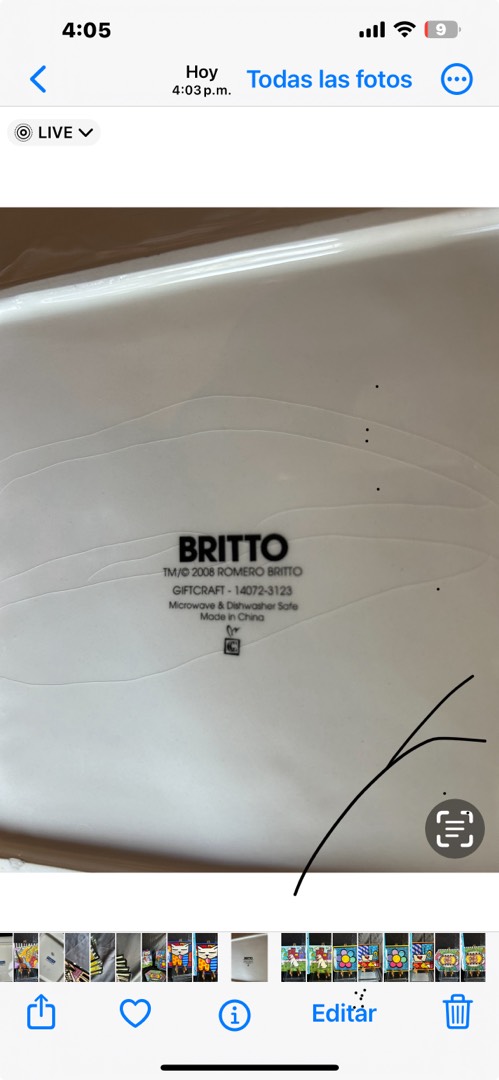 4:05
9
Hoy
4:03 p.m.
Todas las fotos
LIVE
BRITTO
TM/© 2008 ROMERO BRITTO
GIFTCRAFT - 14072-3123
Microwave & Dishwasher Safe
Made in China
Editar